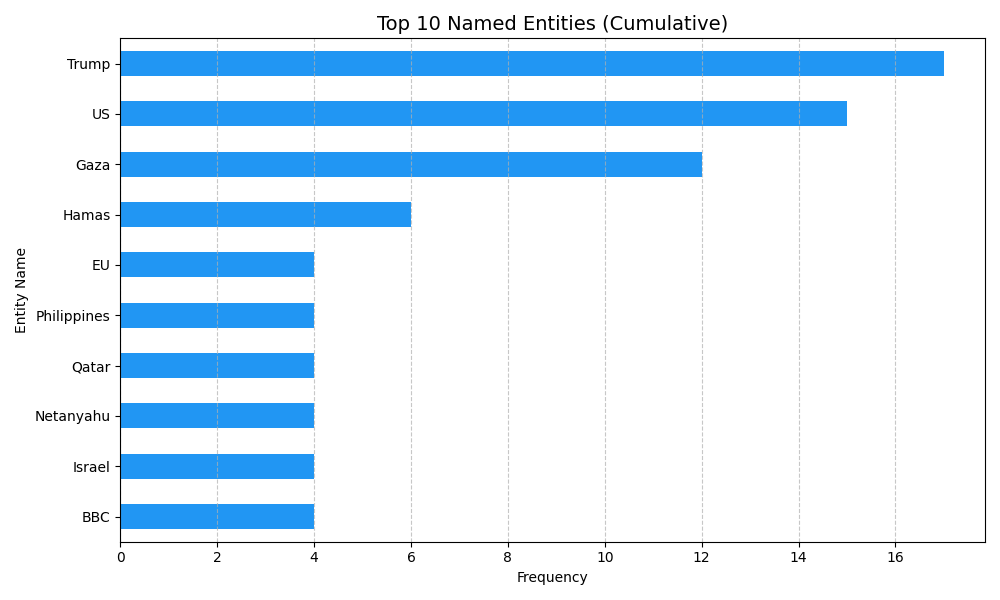 Top 10 Named Entities (Cumulative)
Trump
US
Gaza
Hamas
EU
Philippines
Qatar
Netanyahu
Israel
BBC
Entity Name
0 2 4 6 8 10 12 14 16
Frequency